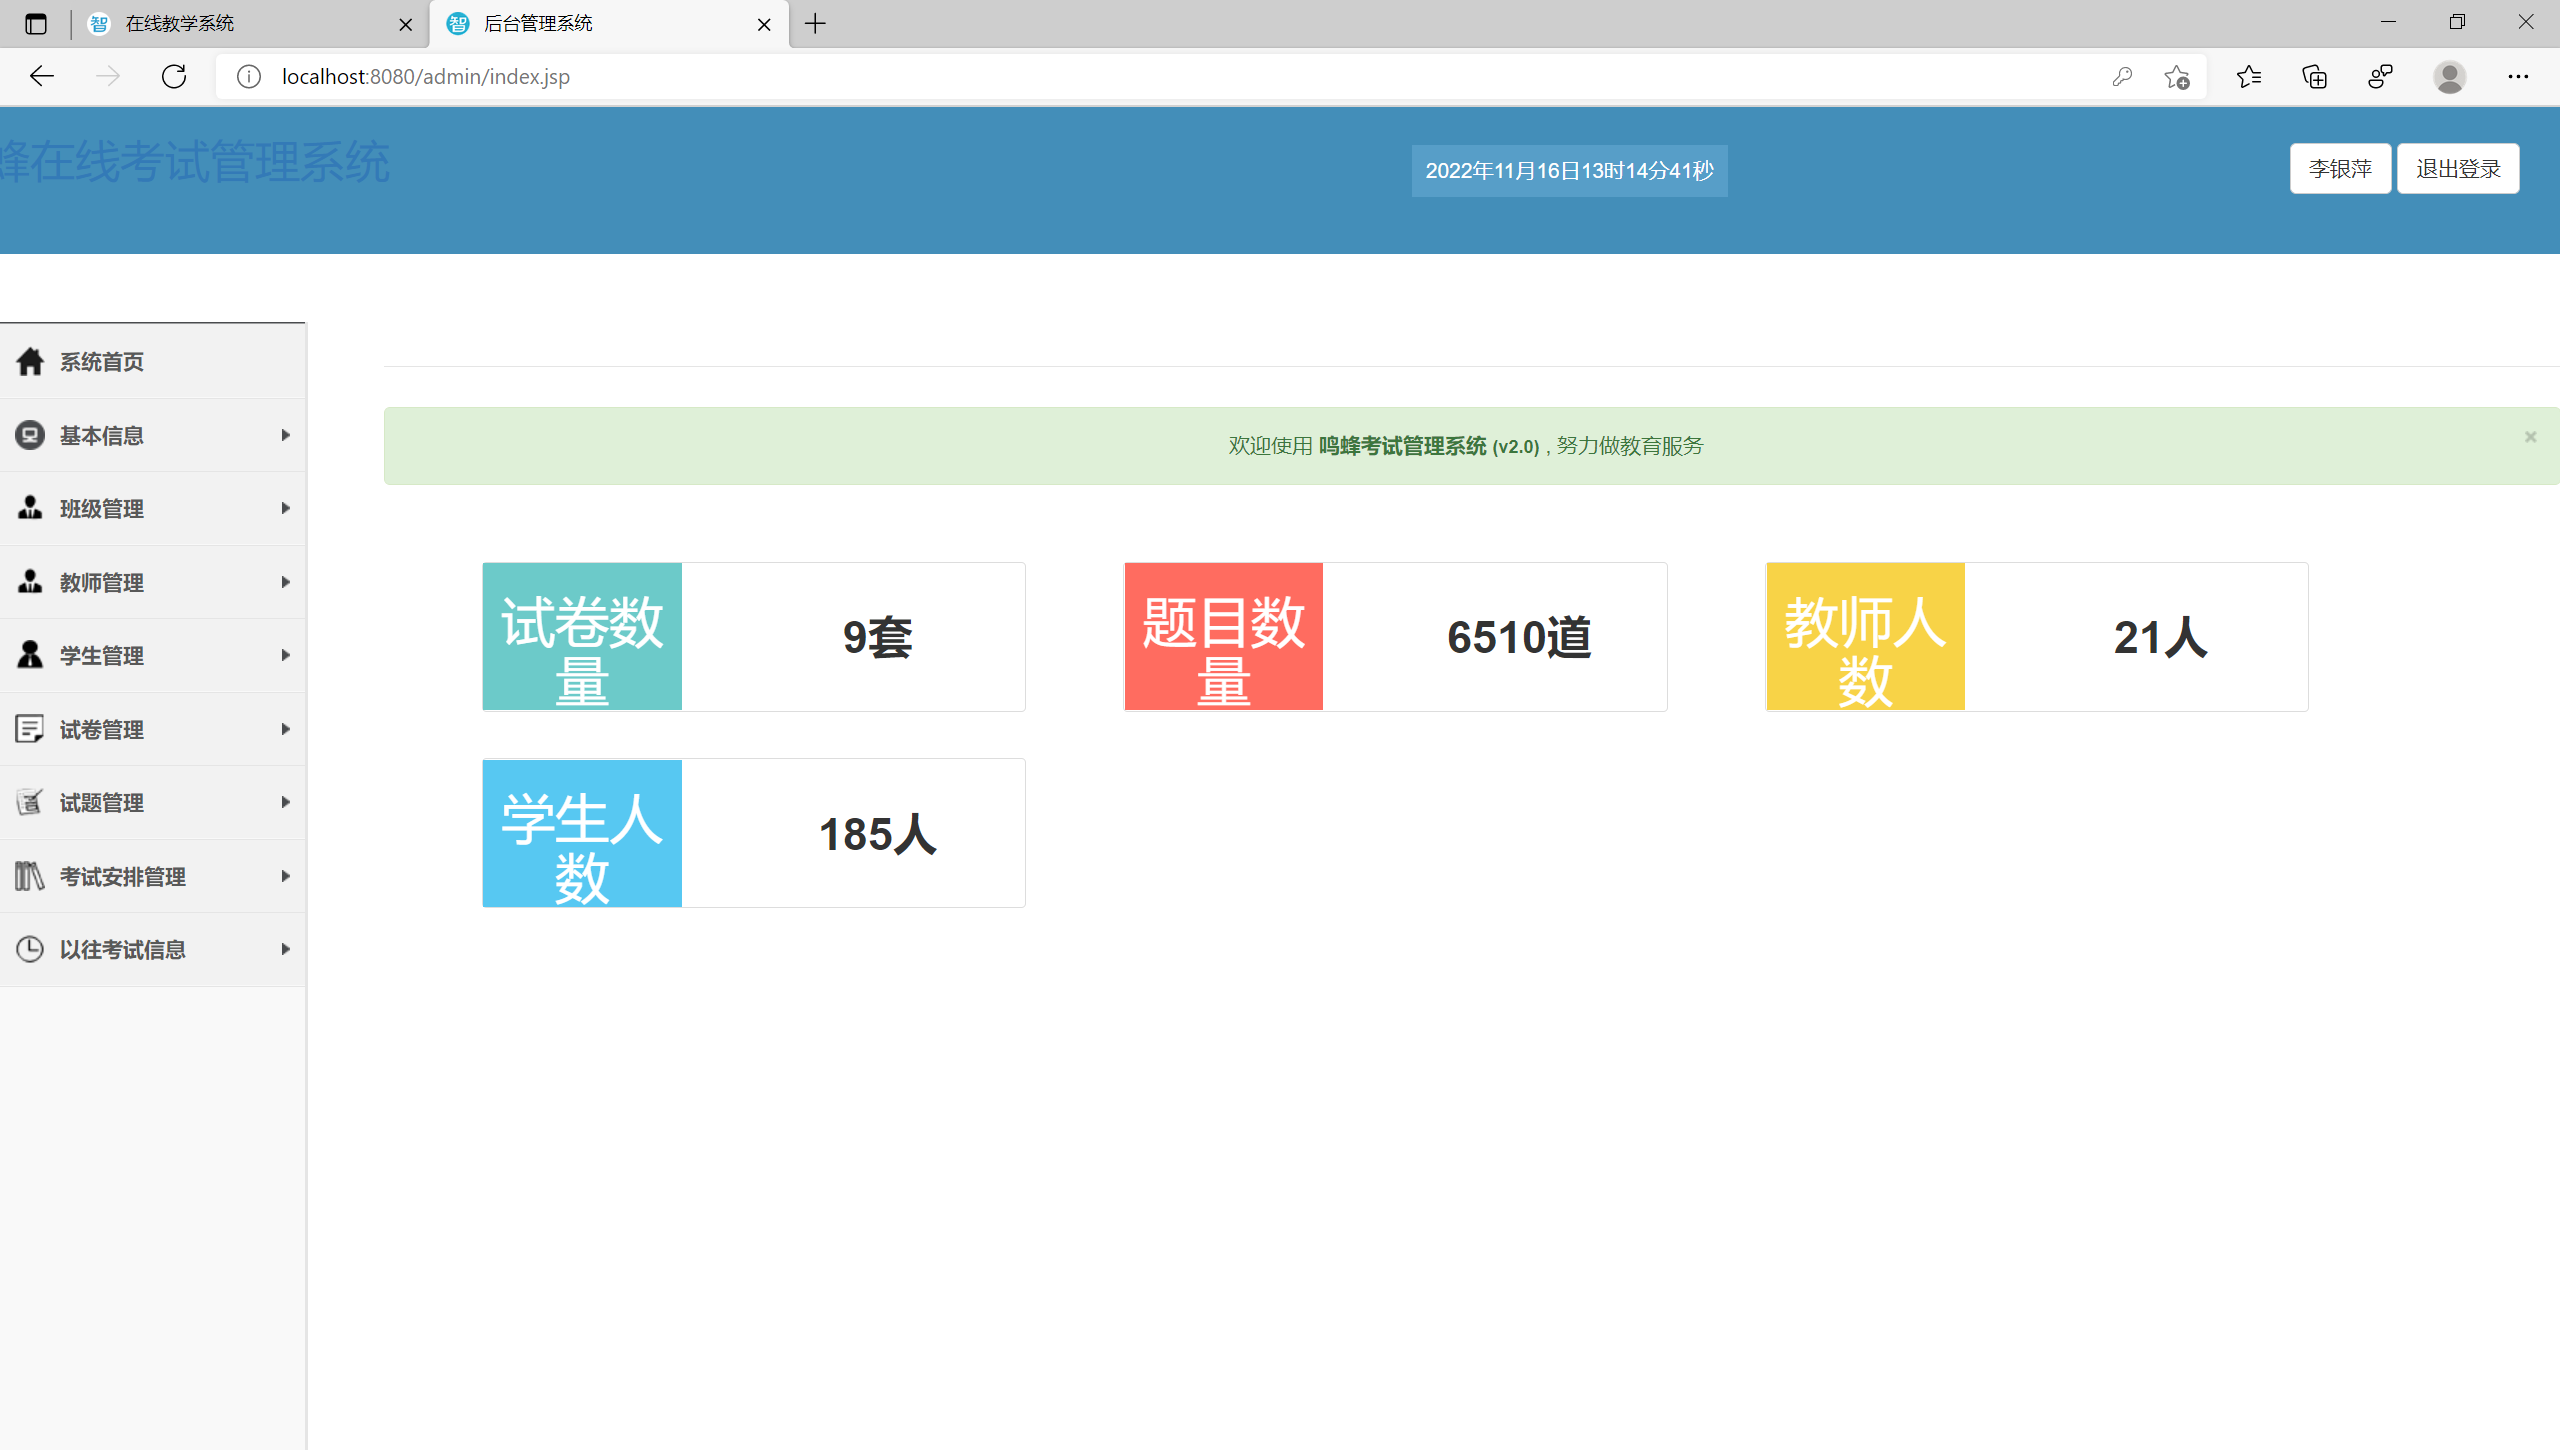 在线教学系统
后台管理系统
localhost:8080/admin/index.jsp
蜂在线考试管理系统
2022年11月16日13时14分41秒
李银萍
退出登录
系统首页
基本信息
班级管理
教师管理
学生管理
试卷管理
试题管理
考试安排管理
以往考试信息
欢迎使用 鸣蜂考试管理系统 (v2.0) , 努力做教育服务
×
试卷数
量
9套
题目数
量
6510道
教师人
数
21人
学生人
数
185人